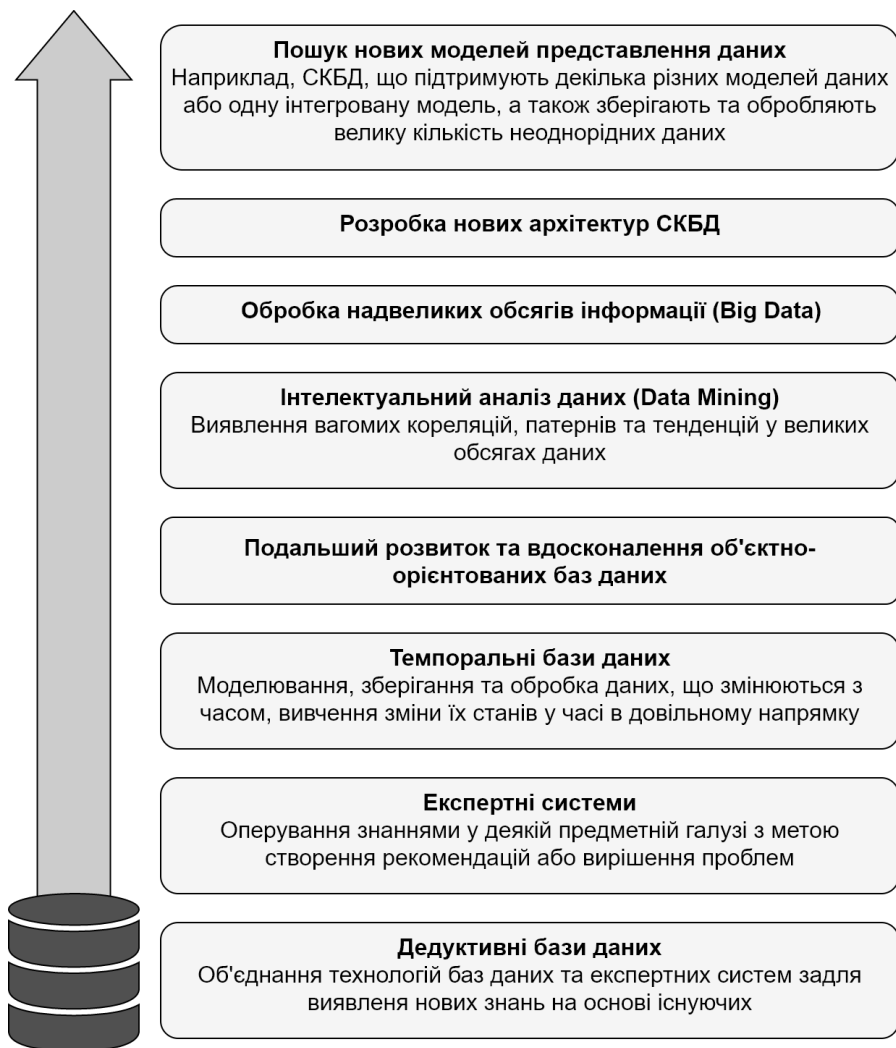 Пошук нових моделей представлення даних
Наприклад, СКБД, що підтримують декілька різних моделей даних
або одну інтегровану модель, а також зберігають та обробляють
велику кількість неоднорідних даних
Розробка нових архітектур СКБД
Обробка надвеликих обсягів інформації (Big Data)
Інтелектуальний аналіз даних (Data Mining)
Виявлення вагомих кореляцій, патернів та тенденцій у великих
обсягах даних
Подальший розвиток та вдосконалення об'єктно-
орієнтованих баз даних
Темпоральні бази даних
Моделювання, зберігання та обробка даних, що змінюються з
часом, вивчення зміни їх станів у часі в довільному напрямку
Експертні системи
Оперування знаннями у деякій предметній галузі з метою
створення рекомендацій або вирішення проблем
Дедуктивні бази даних
Об'єднання технологій баз даних та експертних систем задля
виявленя нових знань на основі існуючих